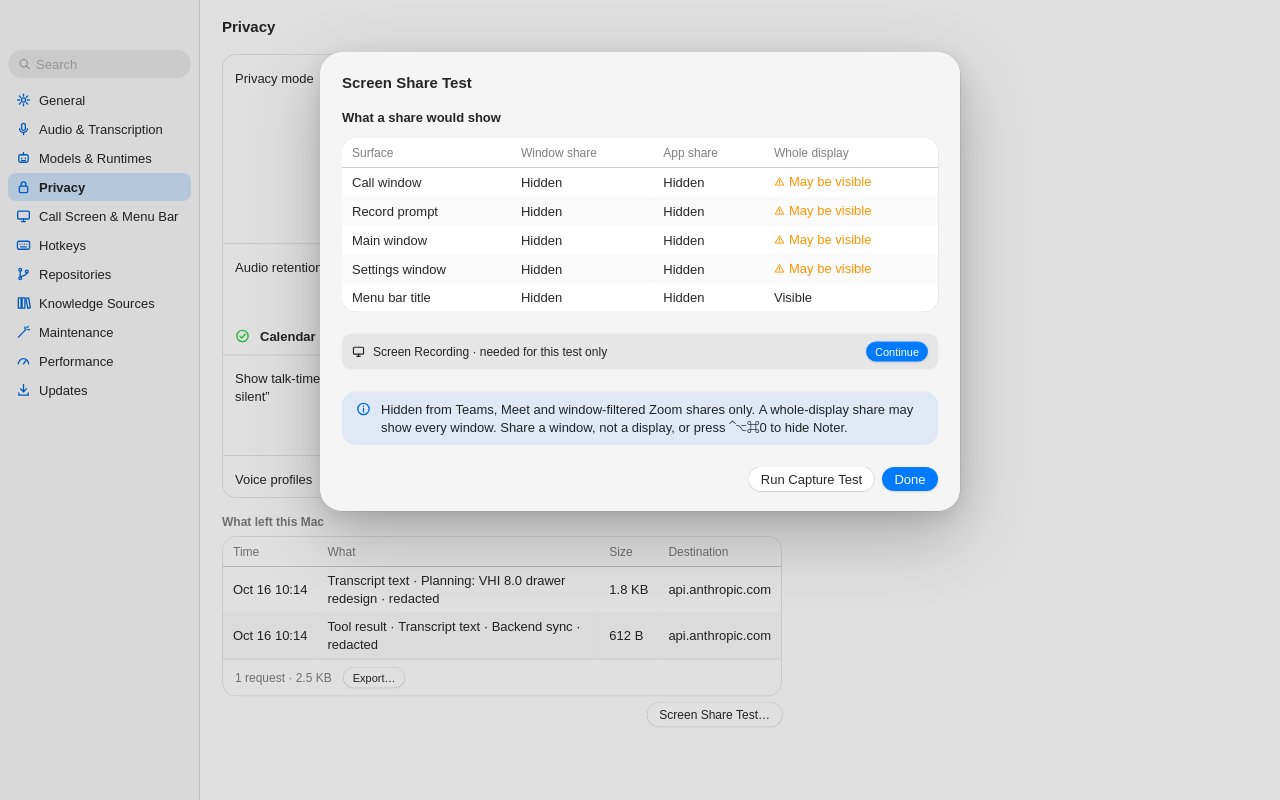 Privacy
Search
General
Audio & Transcription
Models & Runtimes
Privacy
Call Screen & Menu Bar
Hotkeys
Repositories
Knowledge Sources
Maintenance
Performance
Updates
Privacy mode
Audio retention
Calendar
Show talk-time
silent”
Voice profiles
Screen Share Test
What a share would show
Surface Window share App share Whole display
Call window Hidden Hidden May be visible
Record prompt Hidden Hidden May be visible
Main window Hidden Hidden May be visible
Settings window Hidden Hidden May be visible
Menu bar title Hidden Hidden Visible
Screen Recording · needed for this test only Continue
Hidden from Teams, Meet and window-filtered Zoom shares only. A whole-display share may
show every window. Share a window, not a display, or press ⌃⌥⌘0 to hide Noter.
Run Capture Test Done
What left this Mac
Time What Size Destination
Oct 16 10:14 Transcript text · Planning: VHI 8.0 drawer 1.8 KB api.anthropic.com
redesign · redacted
Oct 16 10:14 Tool result · Transcript text · Backend sync · 612 B api.anthropic.com
redacted
1 request · 2.5 KB Export…
Screen Share Test…